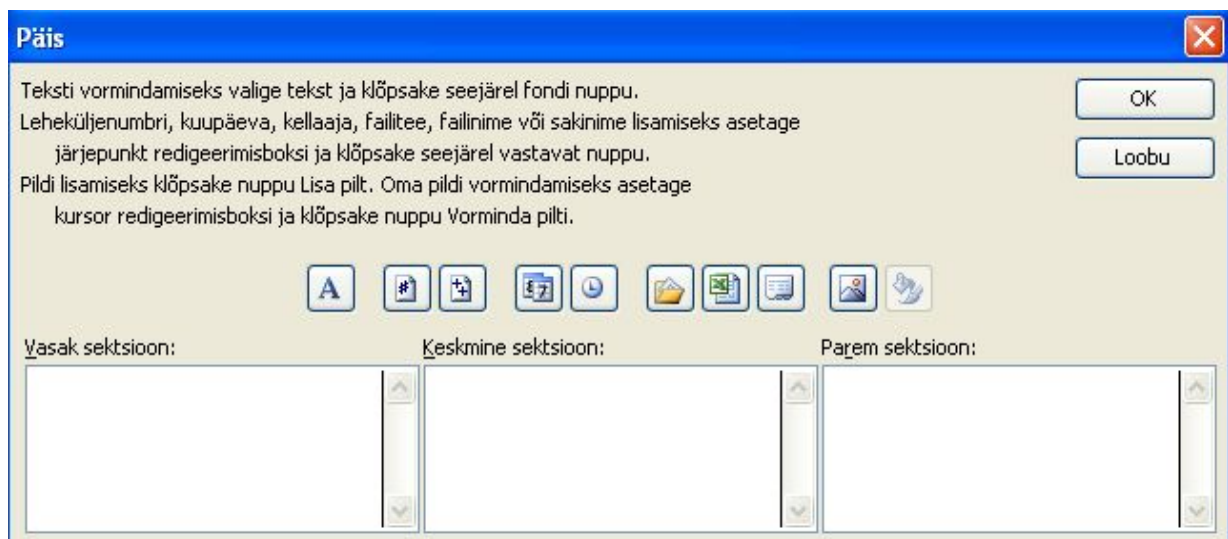 Päis
Teksti vormindamiseks valige tekst ja klõpsake seejärel fondi nuppu.
Leheküljenumbri, kuupäeva, kellaaja, failitee, failinime või sakinime lisamiseks asetage
järjepunkt redigeerimisboksi ja klõpsake seejärel vastavat nuppu.
Pildi lisamiseks klõpsake nuppu Lisa pilt. Oma pildi vormindamiseks asetage
kursor redigeerimisboksi ja klõpsake nuppu Vorminda pilti.
OK
Loobu
A
Vasak sektsioon:
Keskmine sektsioon:
Parem sektsioon: